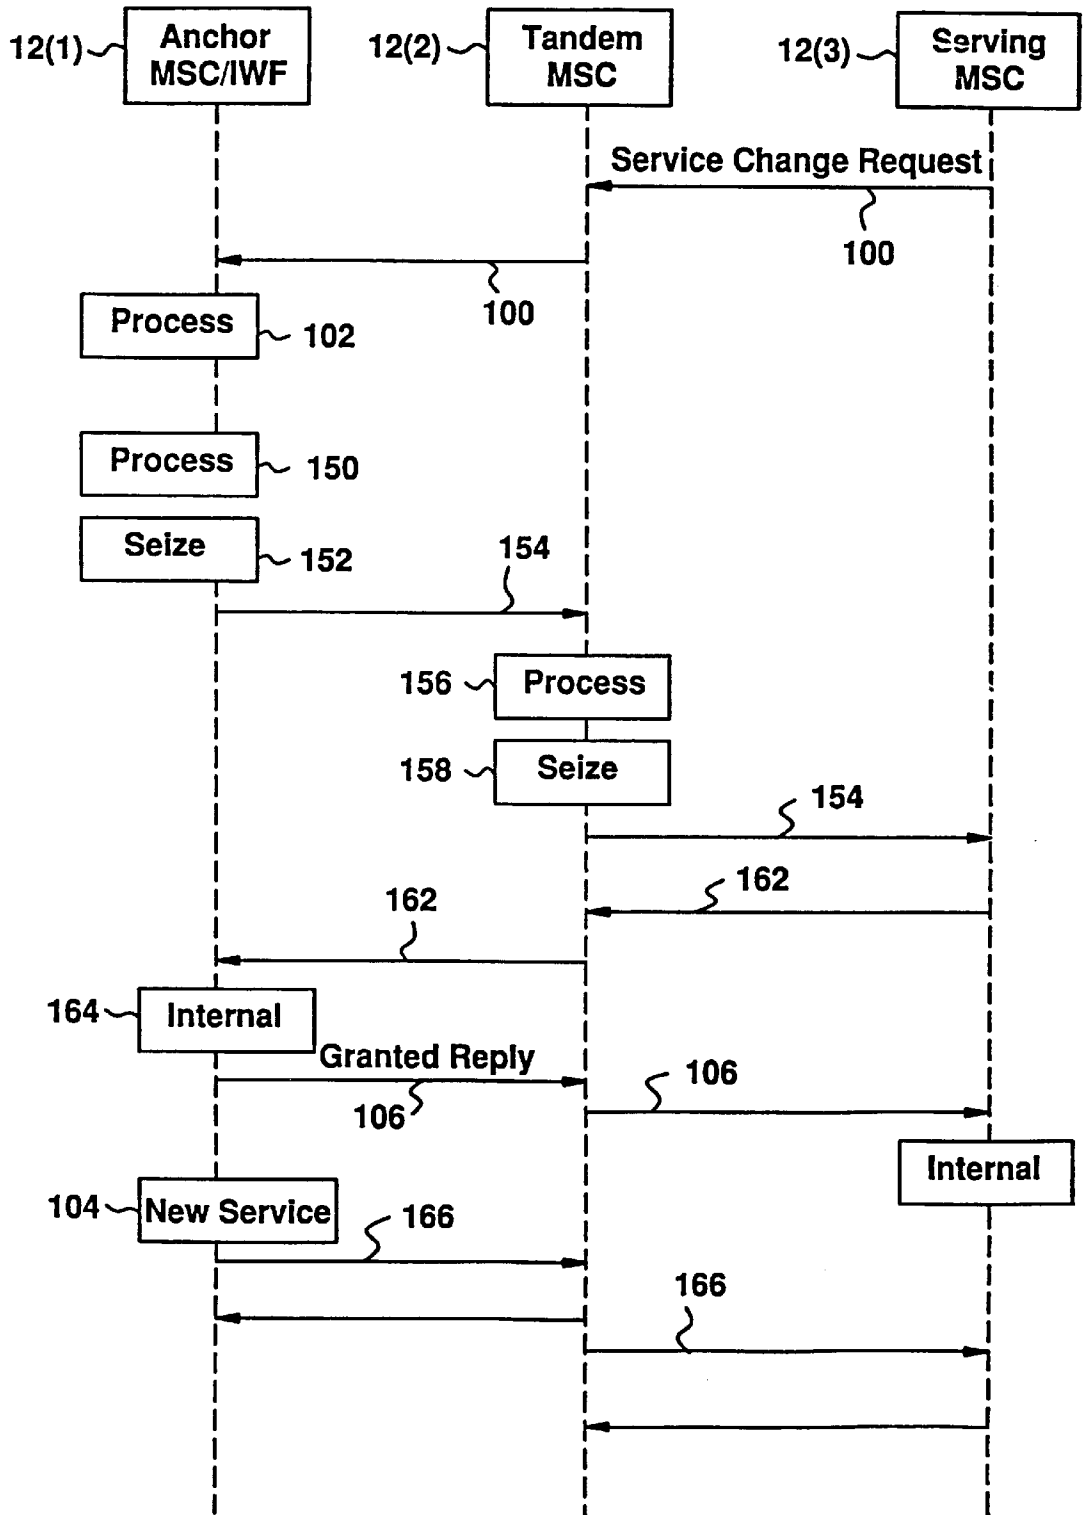 12(1)
Anchor
MSC/IWF
12(2)
Tandem
MSC
12(3)
Serving
MSC
Service Change Request
100
100
Process
102
Process
150
Seize
152
154
156
Process
158
Seize
154
162
162
164
Internal
Granted Reply
106
106
Internal
104
New Service
166
166